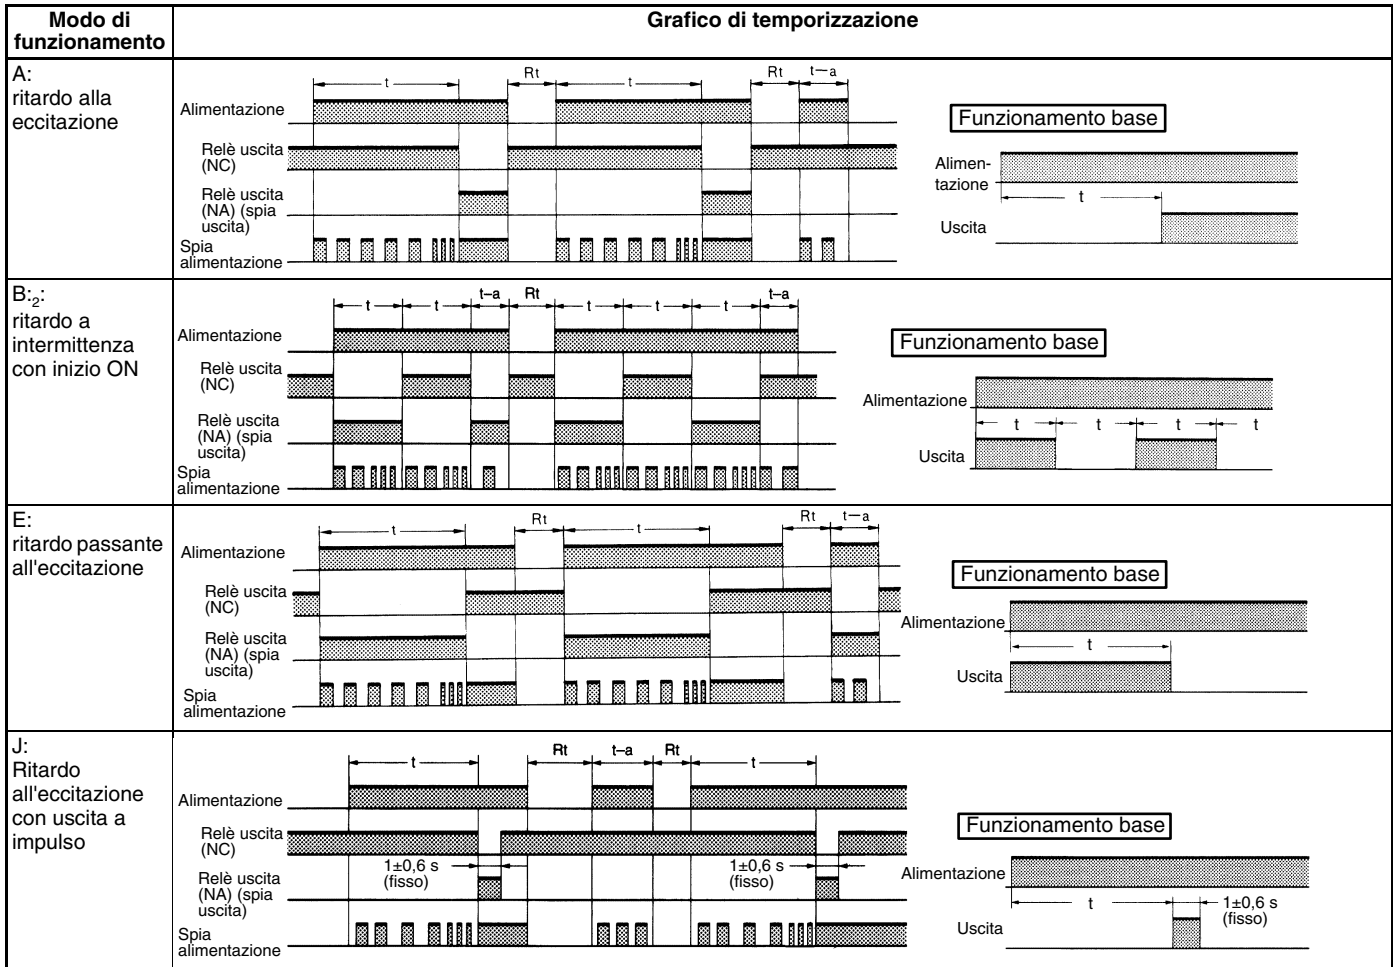 Modo di
funzionamento
Grafico di temporizzazione
A:
ritardo alla
eccitazione
t
Rt
t
Rt
t–a
Alimentazione
Relè uscita
(NC)
Relè uscita
(NA) (spia
uscita)
Spia
alimentazione
Funzionamento base
Alimen-
tazione
t
Uscita
B:2:
ritardo a
intermittenza
con inizio ON
t
t
t–a
Rt
t
t
t
t–a
Alimentazione
Relè uscita
(NC)
Relè uscita
(NA) (spia
uscita)
Spia
alimentazione
Funzionamento base
Alimentazione
t
t
t
t
Uscita
E:
ritardo passante
all'eccitazione
t
Rt
t
Rt
t–a
Alimentazione
Relè uscita
(NC)
Relè uscita
(NA) (spia
uscita)
Spia
alimentazione
Funzionamento base
Alimentazione
t
Uscita
J:
Ritardo
all'eccitazione
con uscita a
impulso
t
Rt
t–a
Rt
t
Alimentazione
Relè uscita
(NC)
1±0,6 s
(fisso)
1±0,6 s
(fisso)
Relè uscita
(NA) (spia
uscita)
Spia
alimentazione
Funzionamento base
Alimentazione
t
1±0,6 s
(fisso)
Uscita